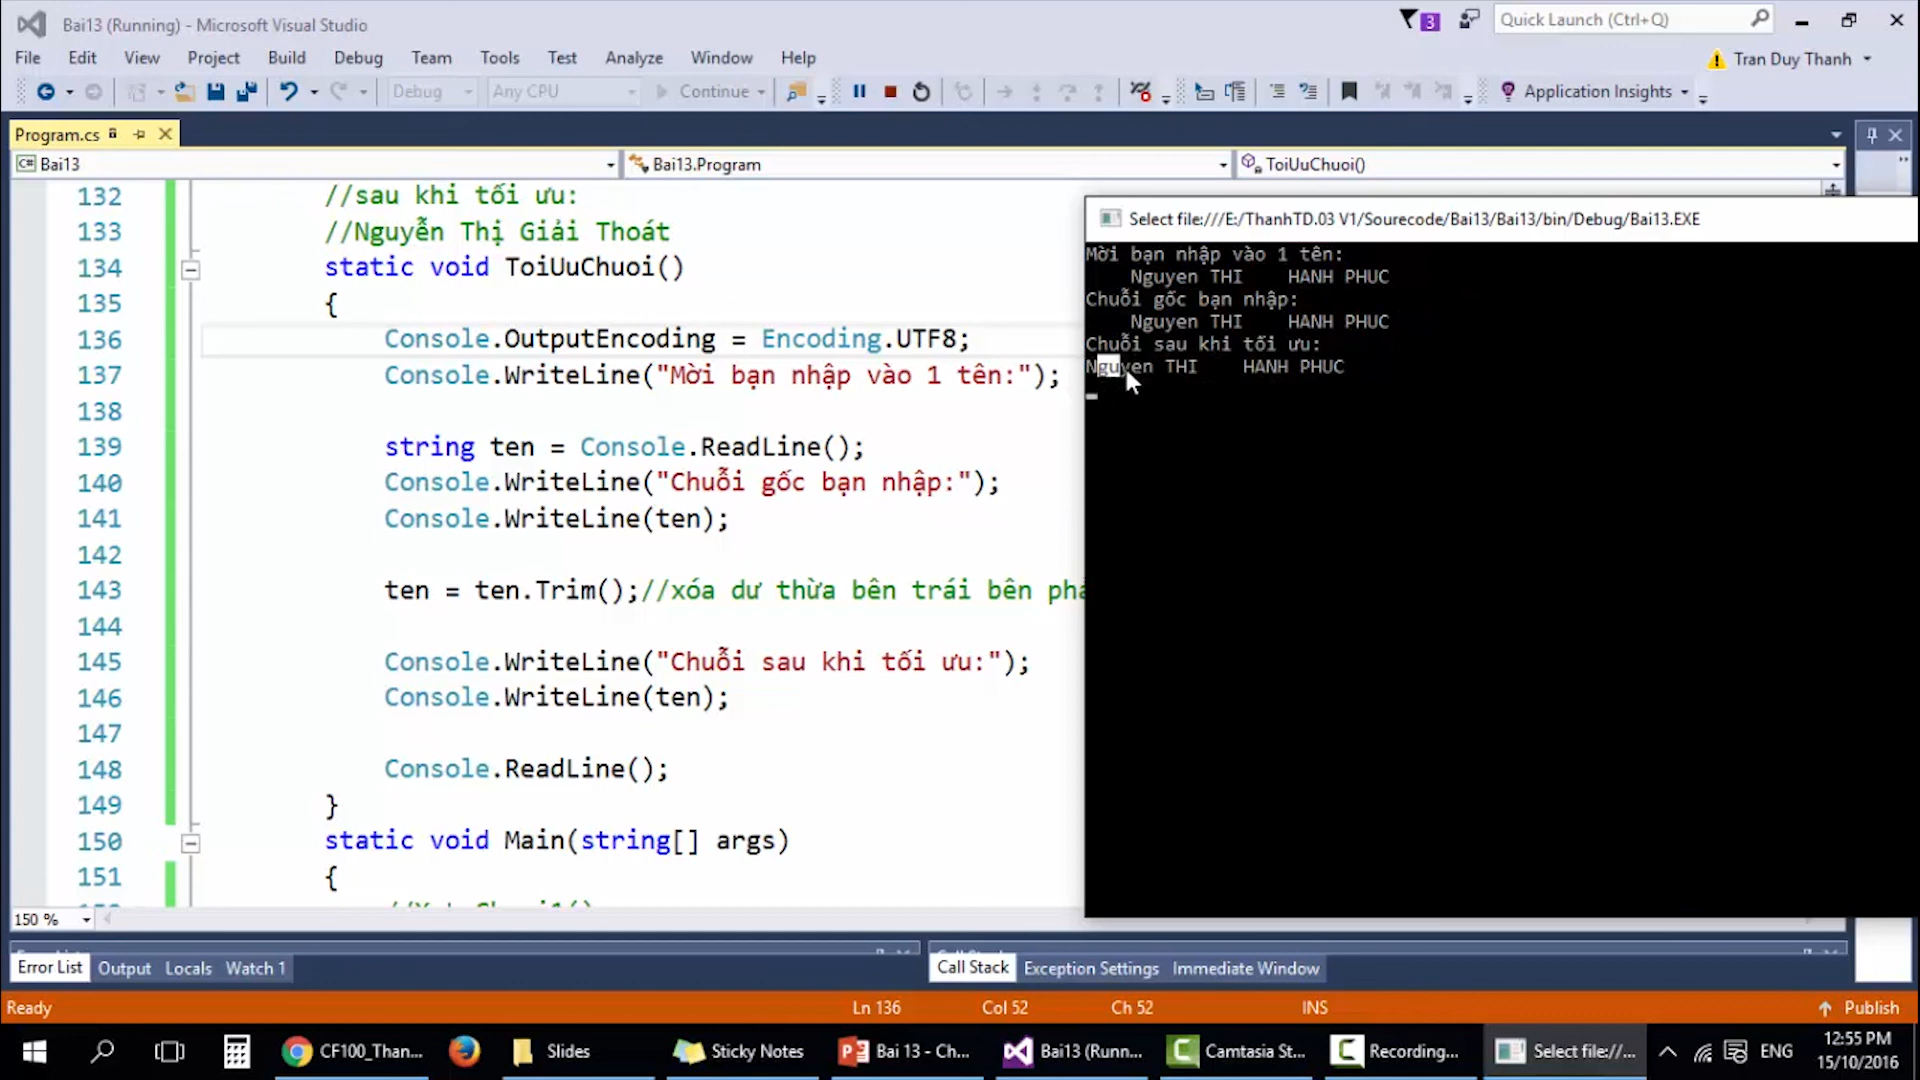 Bai13 (Running) - Microsoft Visual Studio
3
Quick Launch (Ctrl+Q)
File Edit View Project Build Debug Team Tools Test Analyze Window Help
Tran Duy Thanh
Debug Any CPU Continue Application Insights
Program.cs
C# Bai13 Bai13.Program ToiUuChuoi()
132 //sau khi tối ưu:
133 //Nguyễn Thị Giải Thoát
134 static void ToiUuChuoi()
135 {
136 Console.OutputEncoding = Encoding.UTF8;
137 Console.WriteLine("Mời bạn nhập vào 1 tên:");
138
139 string ten = Console.ReadLine();
140 Console.WriteLine("Chuỗi gốc bạn nhập:");
141 Console.WriteLine(ten);
142
143 ten = ten.Trim();//xóa dư thừa bên trái bên
144
145 Console.WriteLine("Chuỗi sau khi tối ưu:");
146 Console.WriteLine(ten);
147
148 Console.ReadLine();
149 }
150 static void Main(string[] args)
151 {
Select file:///E:/ThanhTD.03 V1/Sourecode/Bai13/Bai13/bin/Debug/Bai13.EXE
Mời bạn nhập vào 1 tên:
Nguyen THI    HANH PHUC
Chuỗi gốc bạn nhập:
Nguyen THI    HANH PHUC
Chuỗi sau khi tối ưu:
Nguyen THI    HANH PHUC
150 %
Error List Output Locals Watch 1
Call Stack Exception Settings Immediate Window
Ready Ln 136 Col 52 Ch 52 INS Publish
CF100_Than... Slides Sticky Notes Bai 13 - Ch... Bai13 (Runn... Camtasia St... Recording... Select file://... ENG
12:55 PM
15/10/2016